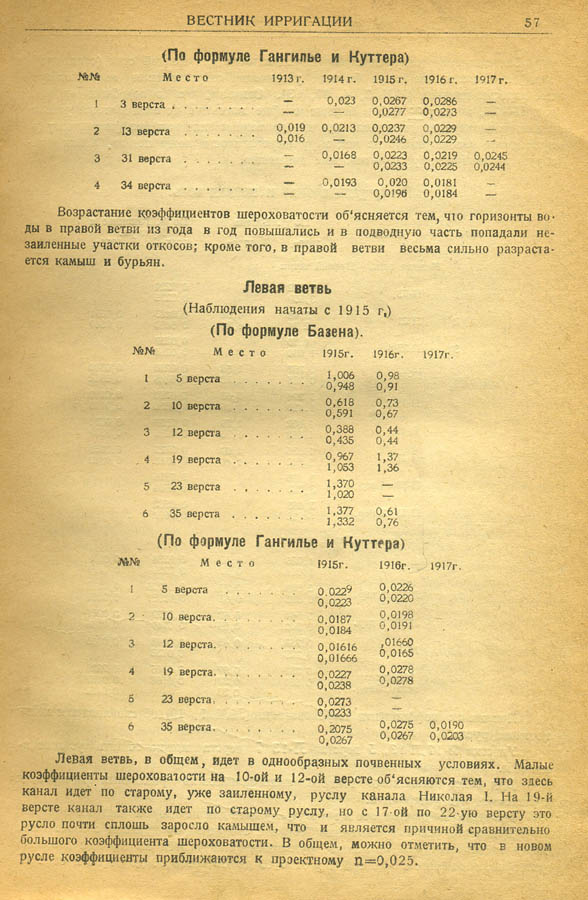 ВЕСТНИК ИРРИГАЦИИ 57
(По формуле Гангилье и Куттера)
№№ Место 1913 г. 1914 г. 1915 г. 1916 г. 1917 г.
1 3 верста . . . . . . . . — 0,023 0,0267 0,0286 —
— — 0,0277 0,0273 —
2 13 верста . . . . . . . 0,019 0,0213 0,0237 0,0229 —
0,016 — 0,0246 0,0229 —
3 31 верста . . . . . . . — 0,0168 0,0223 0,0219 0,0245
— 0,0233 0,0225 0,0244
4 34 верста . . . . . . . — 0,0193 0,020 0,0181 —
— — 0,0196 0,0184 —
Возрастание коэффициентов шероховатости об‘ясняется тем, что горизонты во-
ды в правой ветви из года в год повышались и в подводную часть попадали не-
заиленные участки откосов; кроме того, в правой ветви весьма сильно разраста-
ется камыш и бурьян.
Левая ветвь
(Наблюдения начаты с 1915 г,)
(По формуле Базена).
№№ Место 1915г. 1916г. 1917г.
1 5 верста . . . . . . . 1,006 0,98
0,948 0,91
2 10 верста . . . . . . . 0,618 0,73
0,591 0,67
3 12 верста . . . . . . . 0,388 0,44
0,435 0,44
4 19 верста . . . . . . . 0,967 1,37
1,053 1,36
5 23 верста . . . . . . . 1,370 —
1,020 —
6 35 верста . . . . . . . 1,377 0,61
1,332 0,76
(По формуле Гангилье и Куттера)
№№ Место 1915г. 1916г. 1917г.
1 5 верста . . . . . . . 0,0229 0,0226
0,0223 0,0220
2 10 верста. . . . . . . . 0,0187 0,0198
0,0184 0,0191
3 12 верста. . . . . . . . 0,01616 ,01660
0,01666 0,0165
4 19 верста. . . . . . . . 0,0227 0,0278
0,0238 0,0278
5 23 верста. . . . . . . . 0,0273 —
0,0233 —
6 35 верста. . . . . . . . 0,2075 0,0275 0,0190
0,0267 0,0267 0,0203
Левая ветвь, в общем, идет в однообразных почвенных условиях. Малые
коэффициенты шероховатости на 10-ой и 12-ой версте об‘ясняются тем, что здесь
канал идет по старому, уже заиленному, руслу канала Николая I. На 19-й
версте канал также идет по старому руслу, но с 17-ой по 22-ую версту это
русло почти сплошь заросло камышем, что и является причиной сравнительно
большого коэффициента шероховатости. В общем, можно отметить, что в новом
русле коэффициенты приближаются к проектному n=0,025.